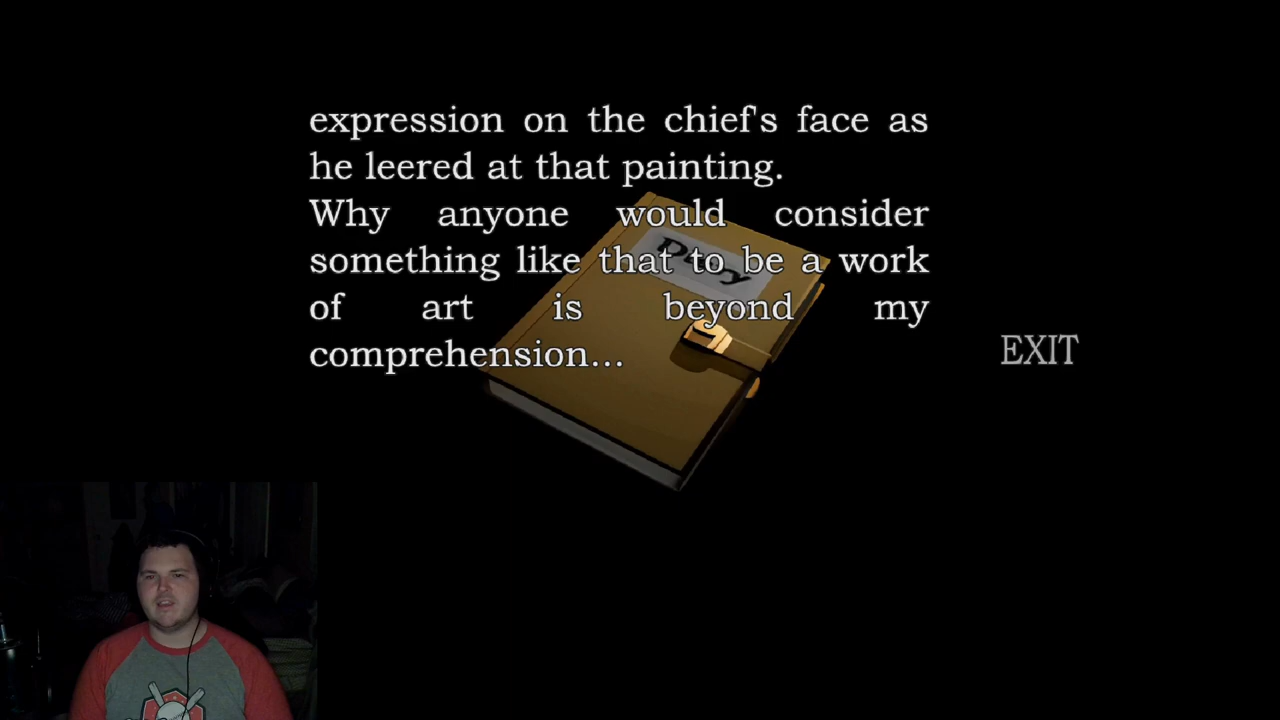 expression on the chief's face as
he leered at that painting.
Why anyone would consider
something like that to be a work
of art is beyond my
comprehension...
Diary
EXIT